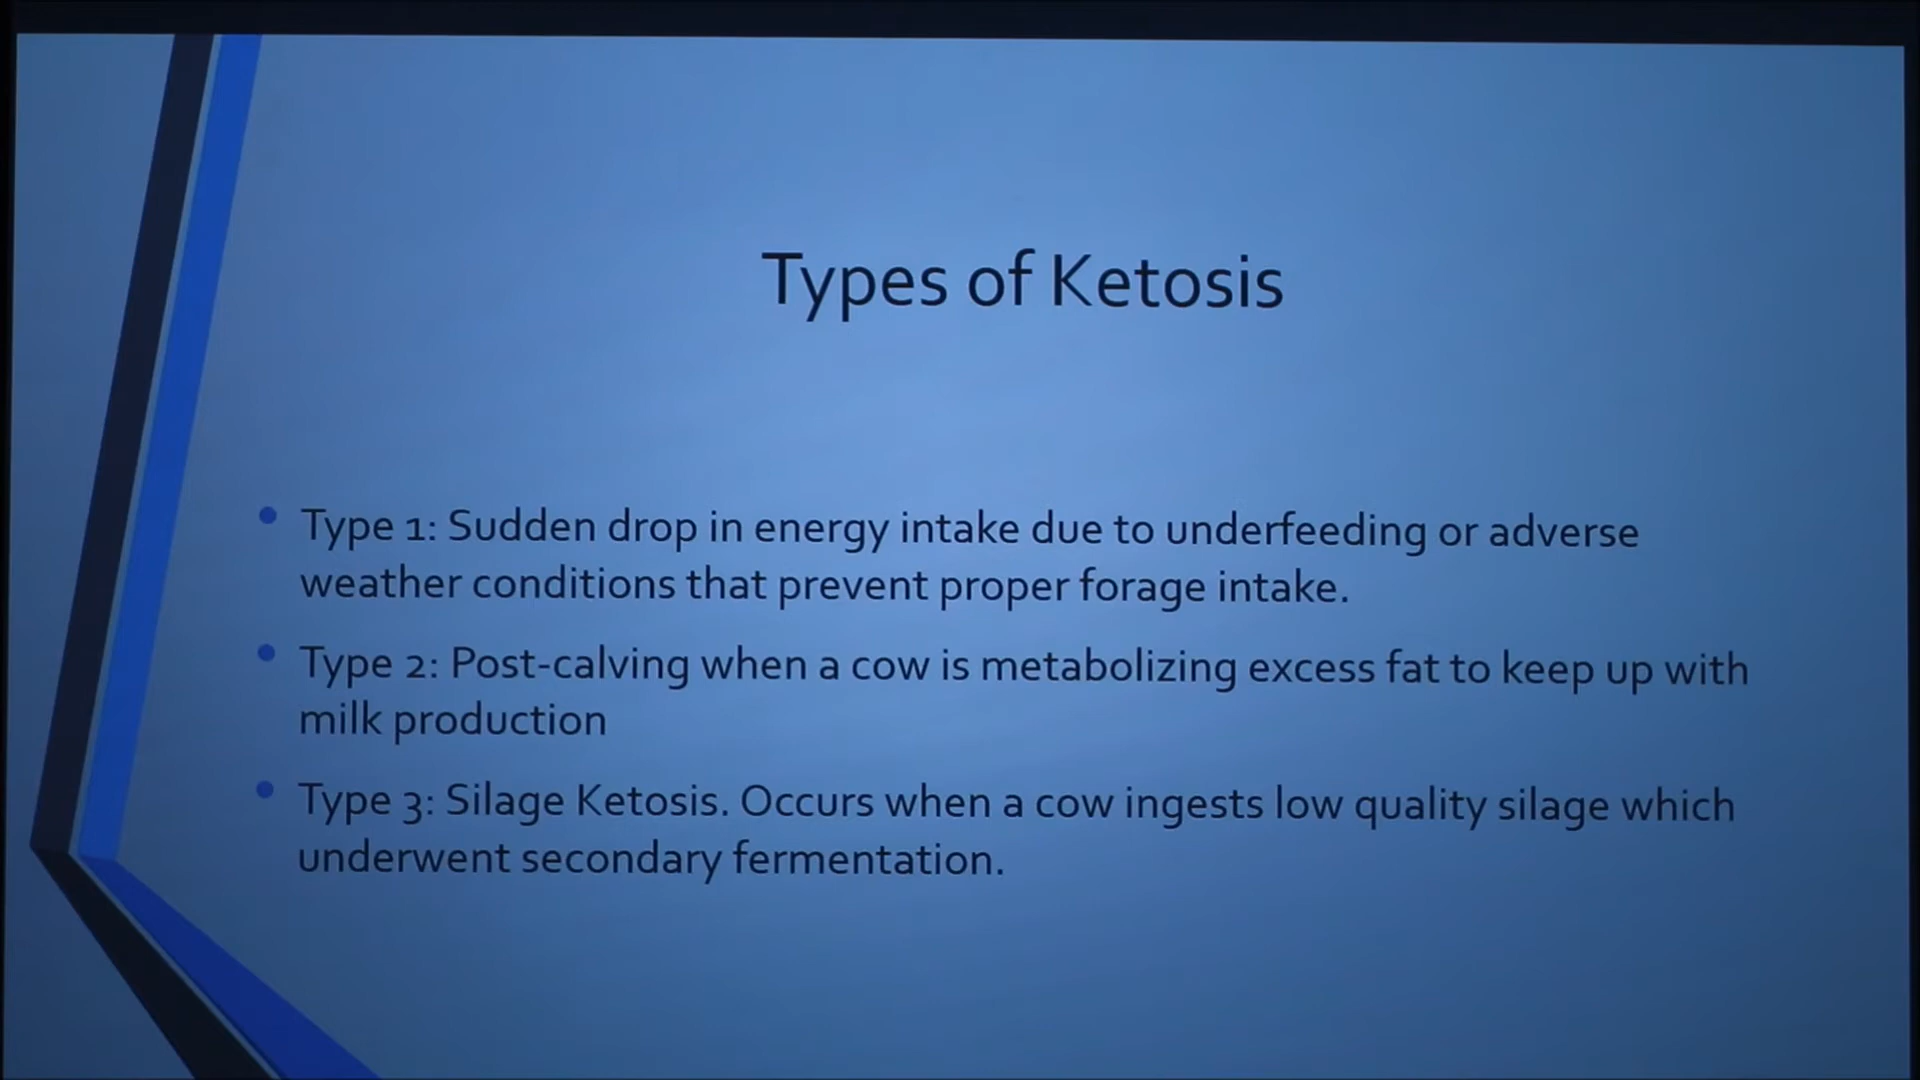 Types of Ketosis
• Type 1: Sudden drop in energy intake due to underfeeding or adverse
weather conditions that prevent proper forage intake.
• Type 2: Post-calving when a cow is metabolizing excess fat to keep up with
milk production
• Type 3: Silage Ketosis. Occurs when a cow ingests low quality silage which
underwent secondary fermentation.